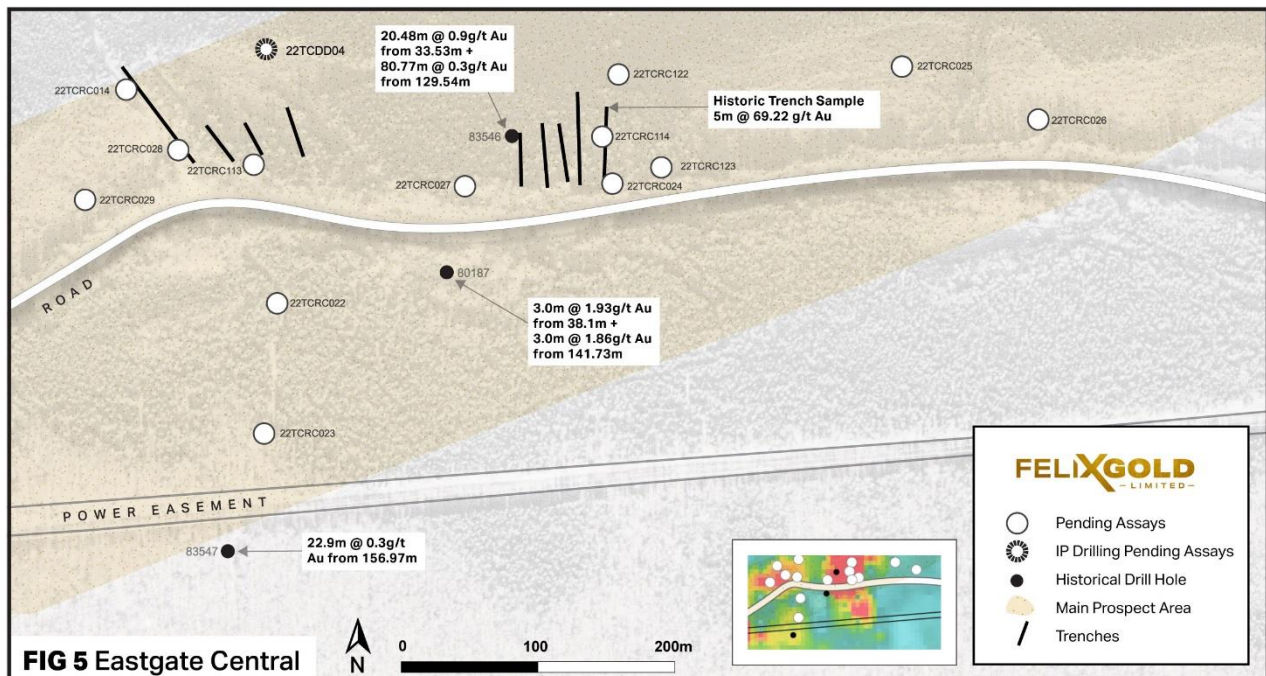 22TCDD04
20.48m @ 0.9g/t Au
from 33.53m +
80.77m @ 0.3g/t Au
from 129.54m
22TCRC025
22TCRC122
22TCRC014
Historic Trench Sample
5m @ 69.22 g/t Au
22TCRC026
83546
22TCRC114
22TCRC028
22TCRC113
22TCRC123
22TCRC027
22TCRC024
22TCRC029
80187
ROAD
22TCRC022
3.0m @ 1.93g/t Au
from 38.1m +
3.0m @ 1.86g/t Au
from 141.73m
22TCRC023
POWER EASEMENT
83547
22.9m @ 0.3g/t
Au from 156.97m
FELIXGOLD
-LIMITED-
Pending Assays
IP Drilling Pending Assays
Historical Drill Hole
Main Prospect Area
Trenches
FIG 5 Eastgate Central
N
0 100 200m